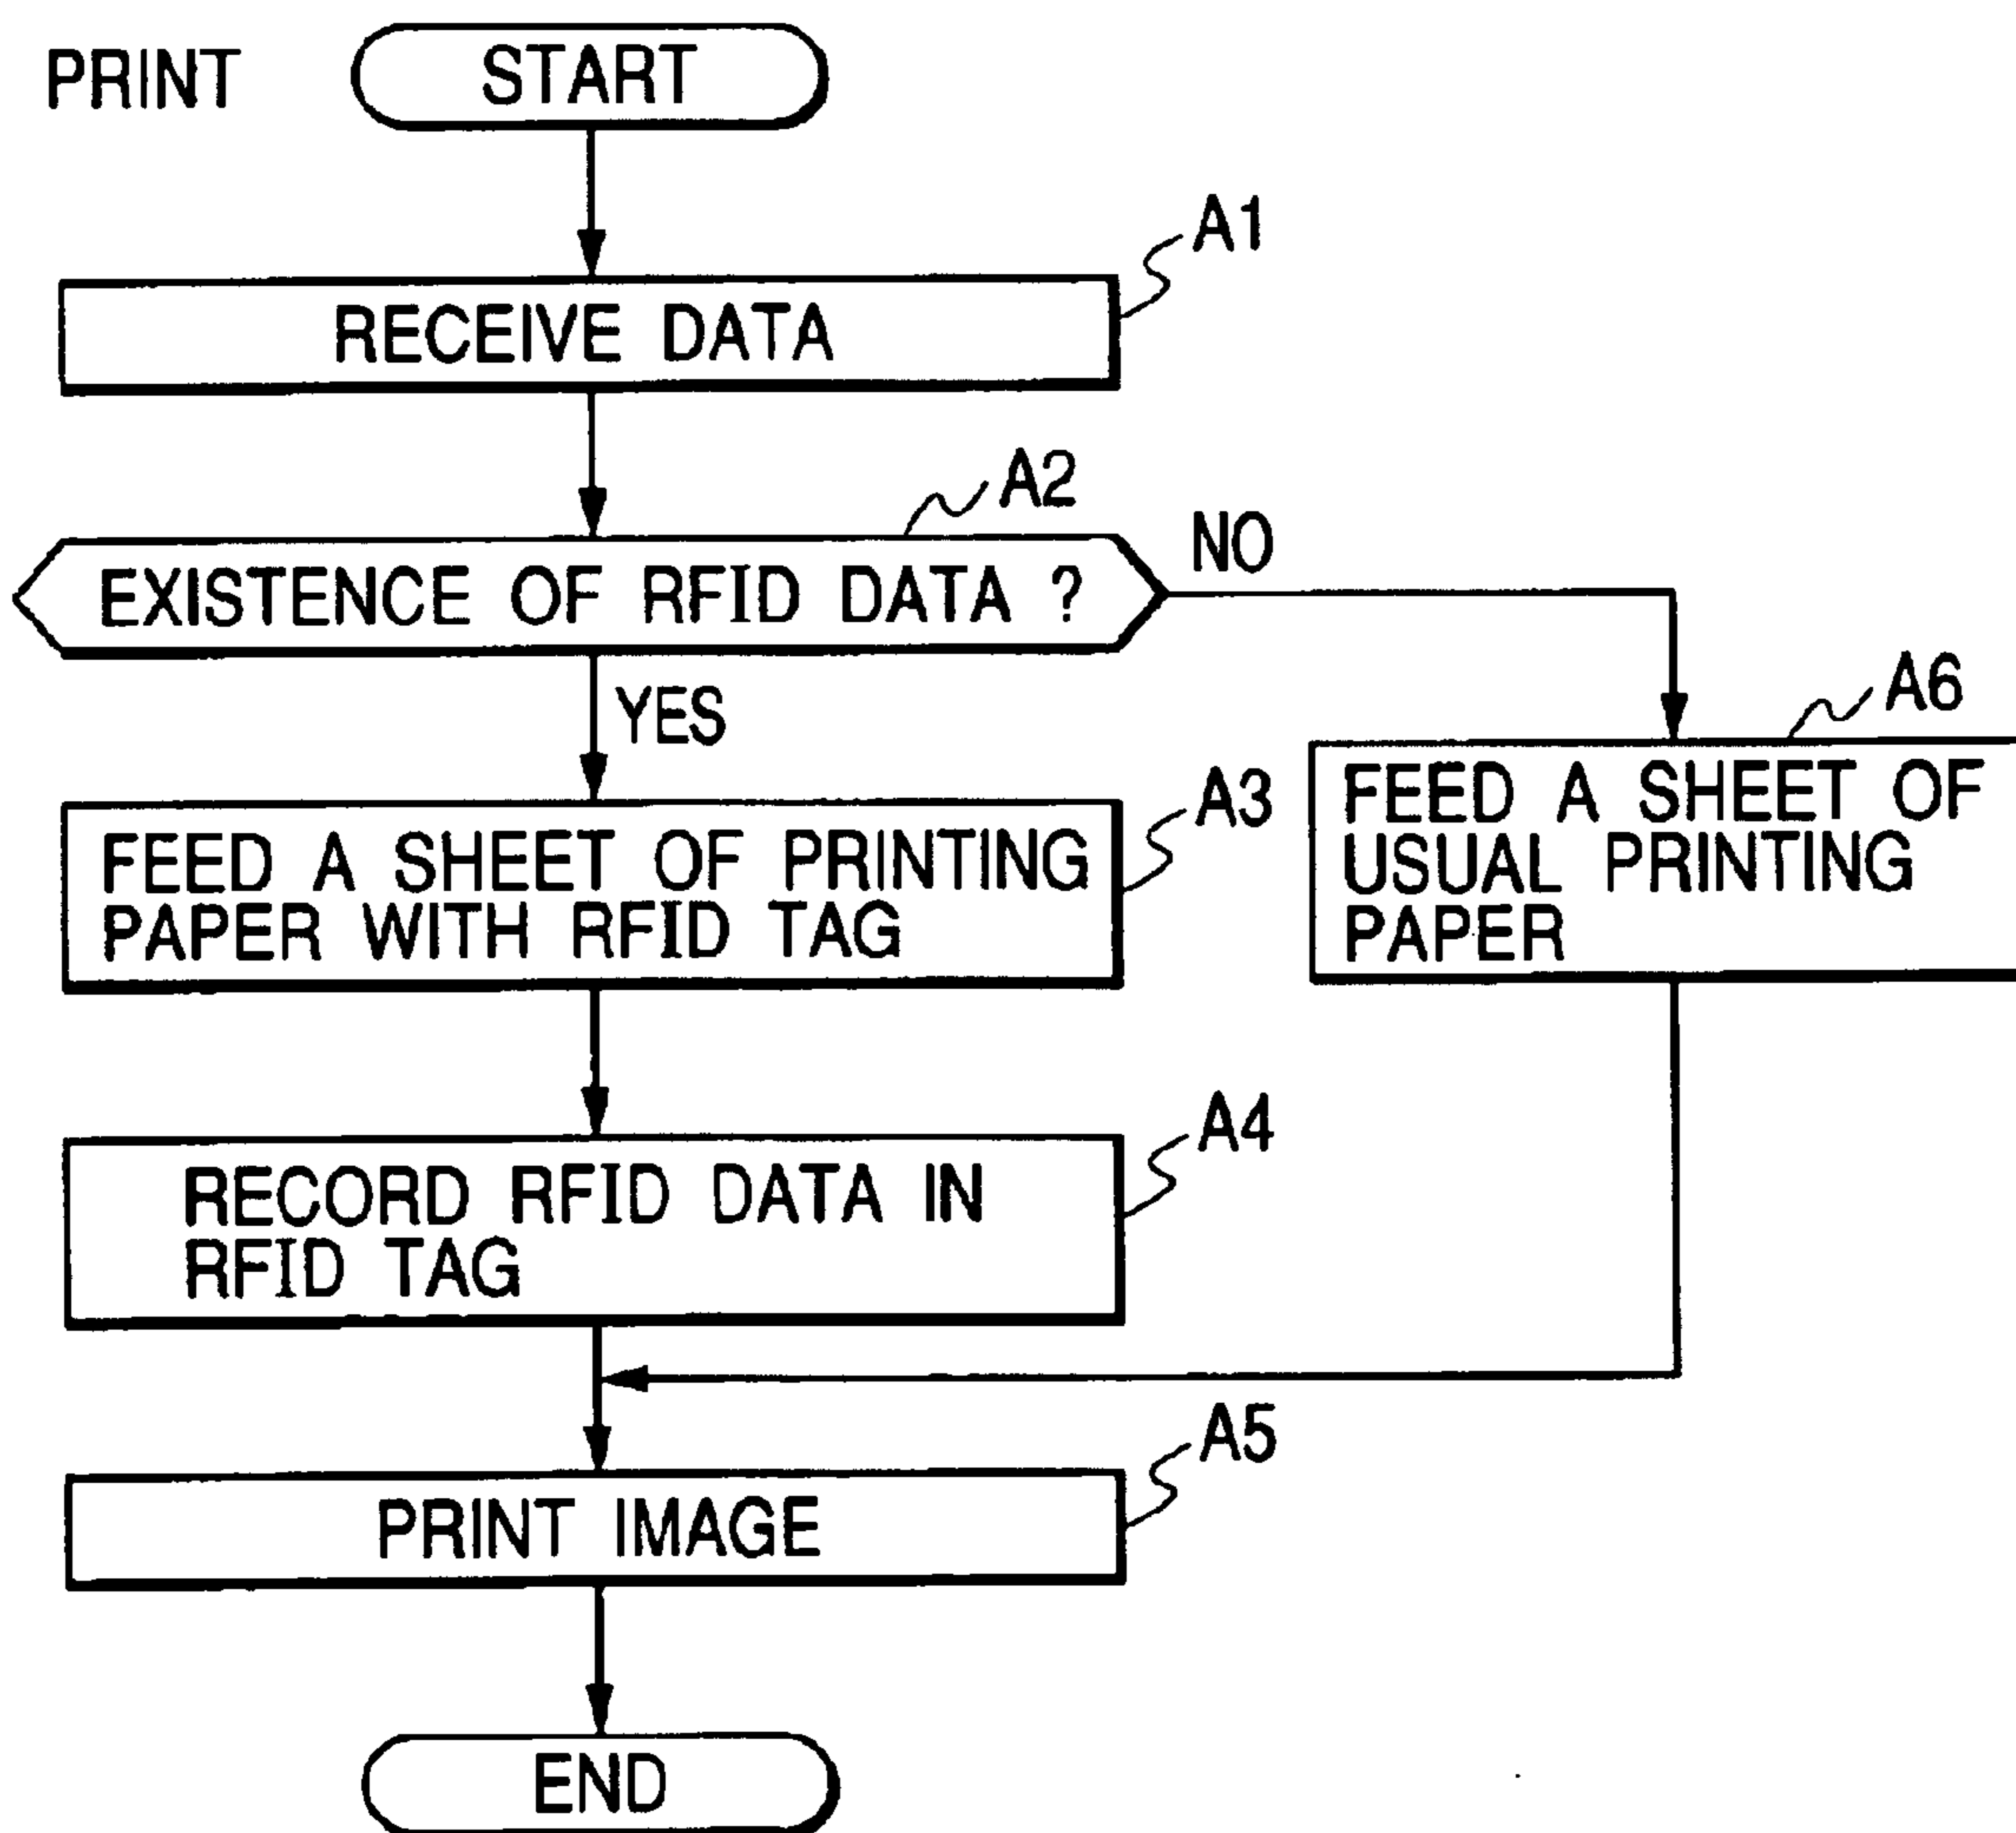 PRINT
START
A1
RECEIVE DATA
A2
EXISTENCE OF RFID DATA ?
NO
YES
A6
FEED A SHEET OF
USUAL PRINTING
PAPER
A3
FEED A SHEET OF PRINTING
PAPER WITH RFID TAG
A4
RECORD RFID DATA IN
RFID TAG
A5
PRINT IMAGE
END